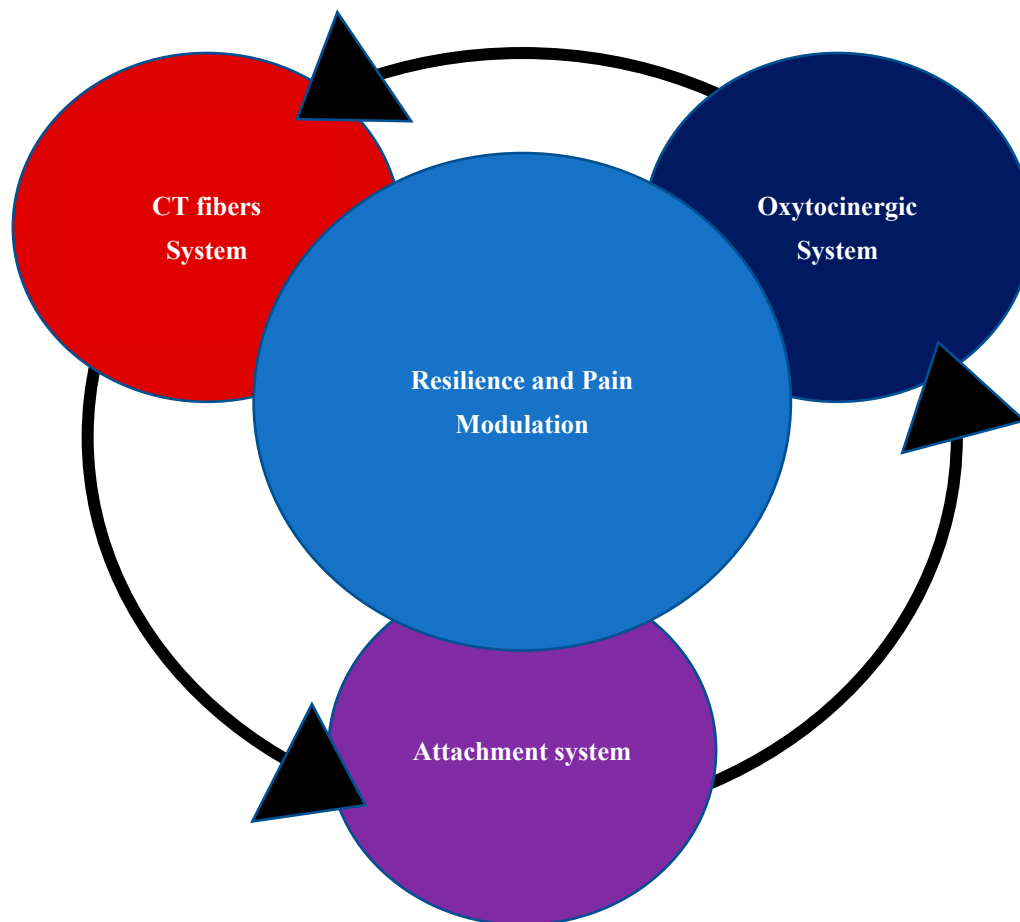 CT fibers
System
Oxytocinergic
System
Resilience and Pain
Modulation
Attachment system